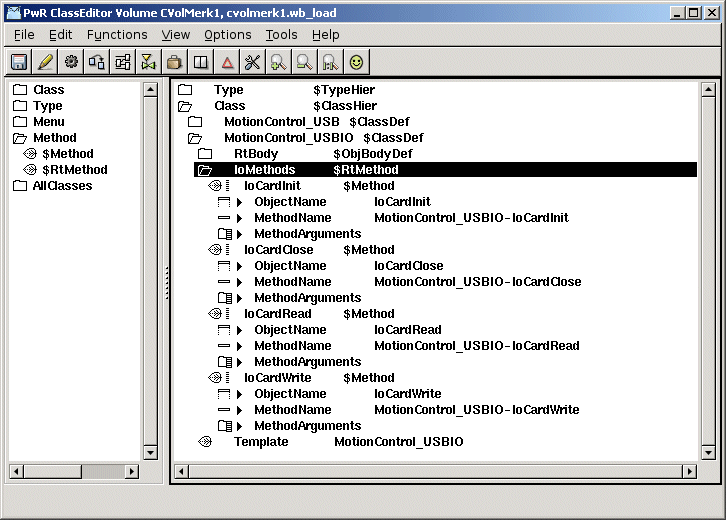 PwR ClassEditor Volume CVolMerk1, cvolmerk1.wb_load
File Edit Functions View Options Tools Help
Class
Type
Menu
Method
$Method
$RtMethod
AllClasses
Type $TypeHier
Class $ClassHier
MotionControl_USB $ClassDef
MotionControl_USBIO $ClassDef
RtBody $ObjBodyDef
IoMethods $RtMethod
IoCardInit $Method
ObjectName IoCardInit
MethodName MotionControl_USBIO-IoCardInit
MethodArguments
IoCardClose $Method
ObjectName IoCardClose
MethodName MotionControl_USBIO-IoCardClose
MethodArguments
IoCardRead $Method
ObjectName IoCardRead
MethodName MotionControl_USBIO-IoCardRead
MethodArguments
IoCardWrite $Method
ObjectName IoCardWrite
MethodName MotionControl_USBIO-IoCardWrite
MethodArguments
Template MotionControl_USBIO